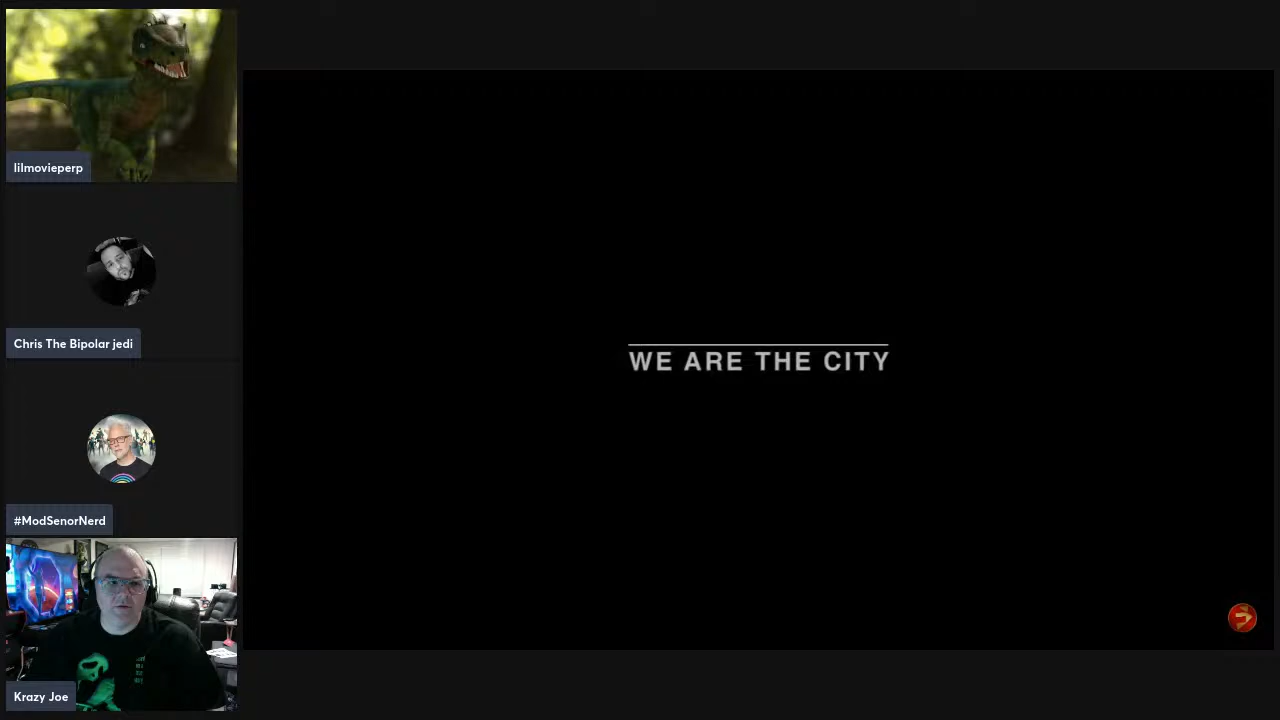 lilmovieperp
Chris The Bipolar jedi
#ModSenorNerd
Krazy Joe
WE ARE THE CITY